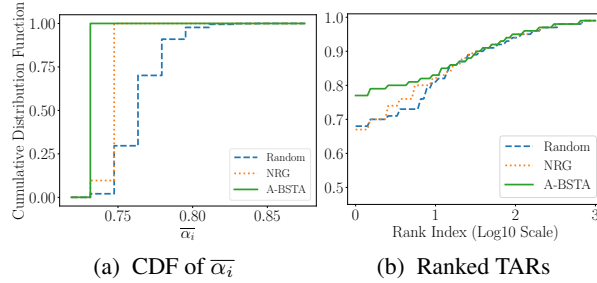 Cumulative Distribution Function
1.00
0.75
0.50
0.25
0.00
0.75
0.80
0.85
$\overline{\alpha_i}$
Random
NRG
A-BSTA
(a) CDF of $\overline{\alpha_i}$
1.0
0.9
0.8
0.7
0.6
0.5
0
1
2
3
Rank Index (Log10 Scale)
Random
NRG
A-BSTA
(b) Ranked TARs